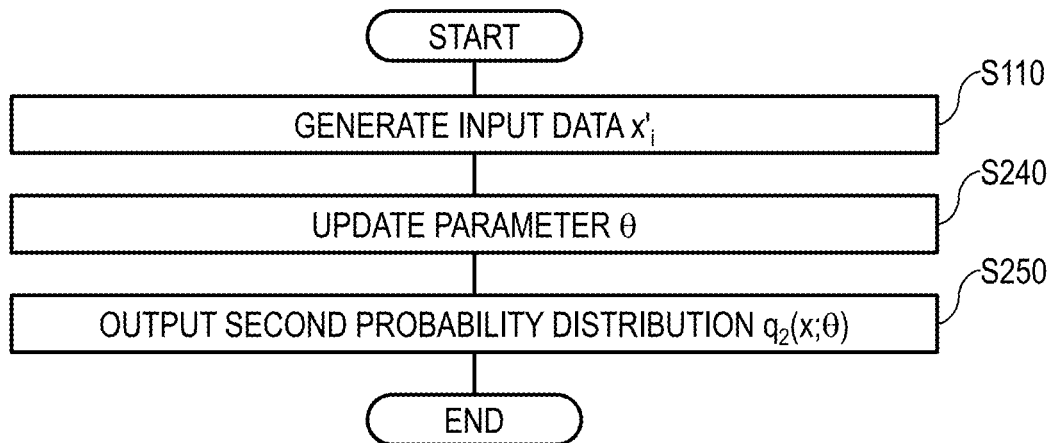 START
S110
GENERATE INPUT DATA x'i
S240
UPDATE PARAMETER θ
S250
OUTPUT SECOND PROBABILITY DISTRIBUTION q2(x;θ)
END